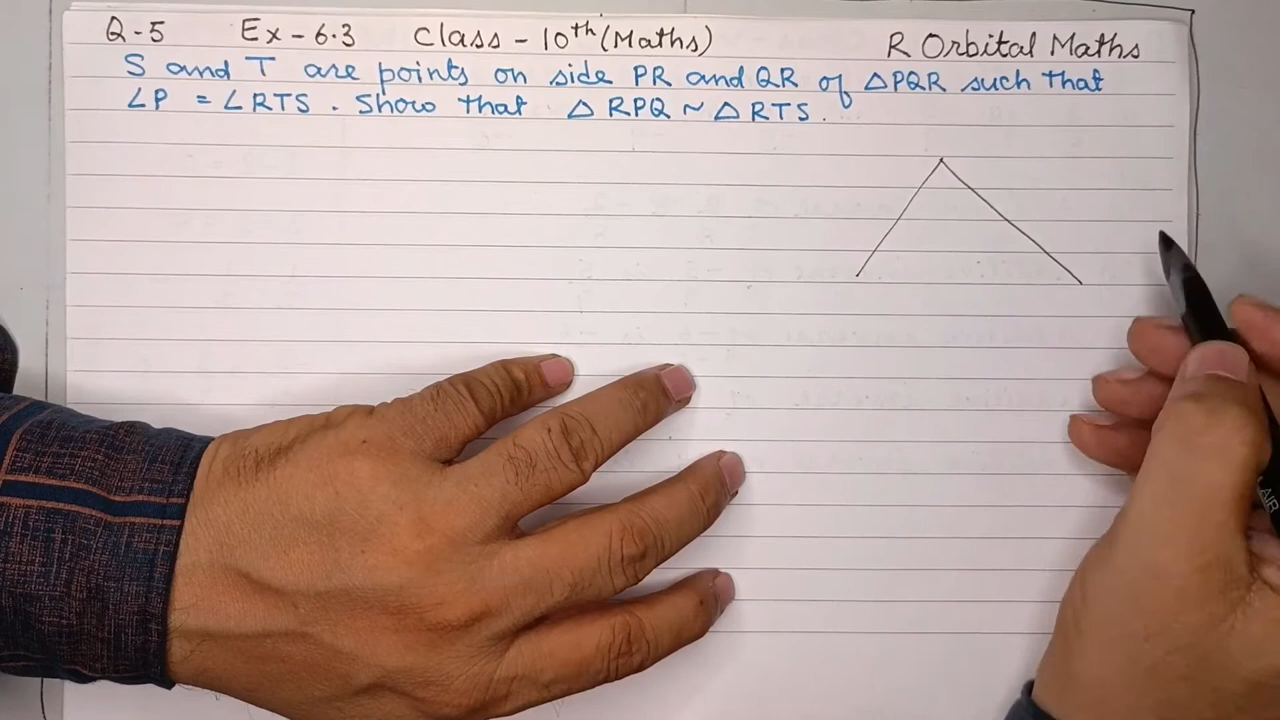 Q-5 Ex-6.3 Class-10th (Maths) R Orbital Maths
S and T are points on side PR and QR of △PQR such that
∠P = ∠RTS. Show that △RPQ ~ △RTS.
AIR